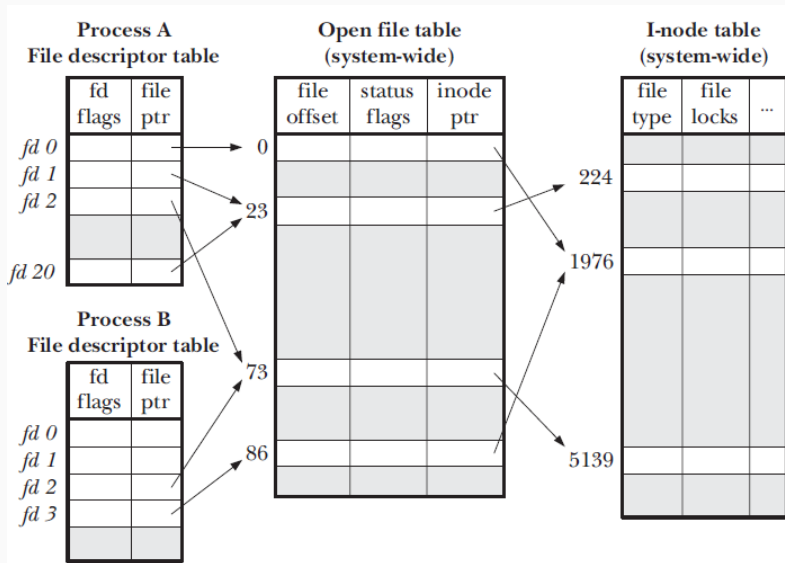 Process A
File descriptor table
fd
flags
file
ptr
fd 0
fd 1
fd 2
fd 20
Process B
File descriptor table
fd
flags
file
ptr
fd 0
fd 1
fd 2
fd 3
Open file table
(system-wide)
file
offset
status
flags
inode
ptr
0
23
73
86
I-node table
(system-wide)
file
type
file
locks
...
224
1976
5139